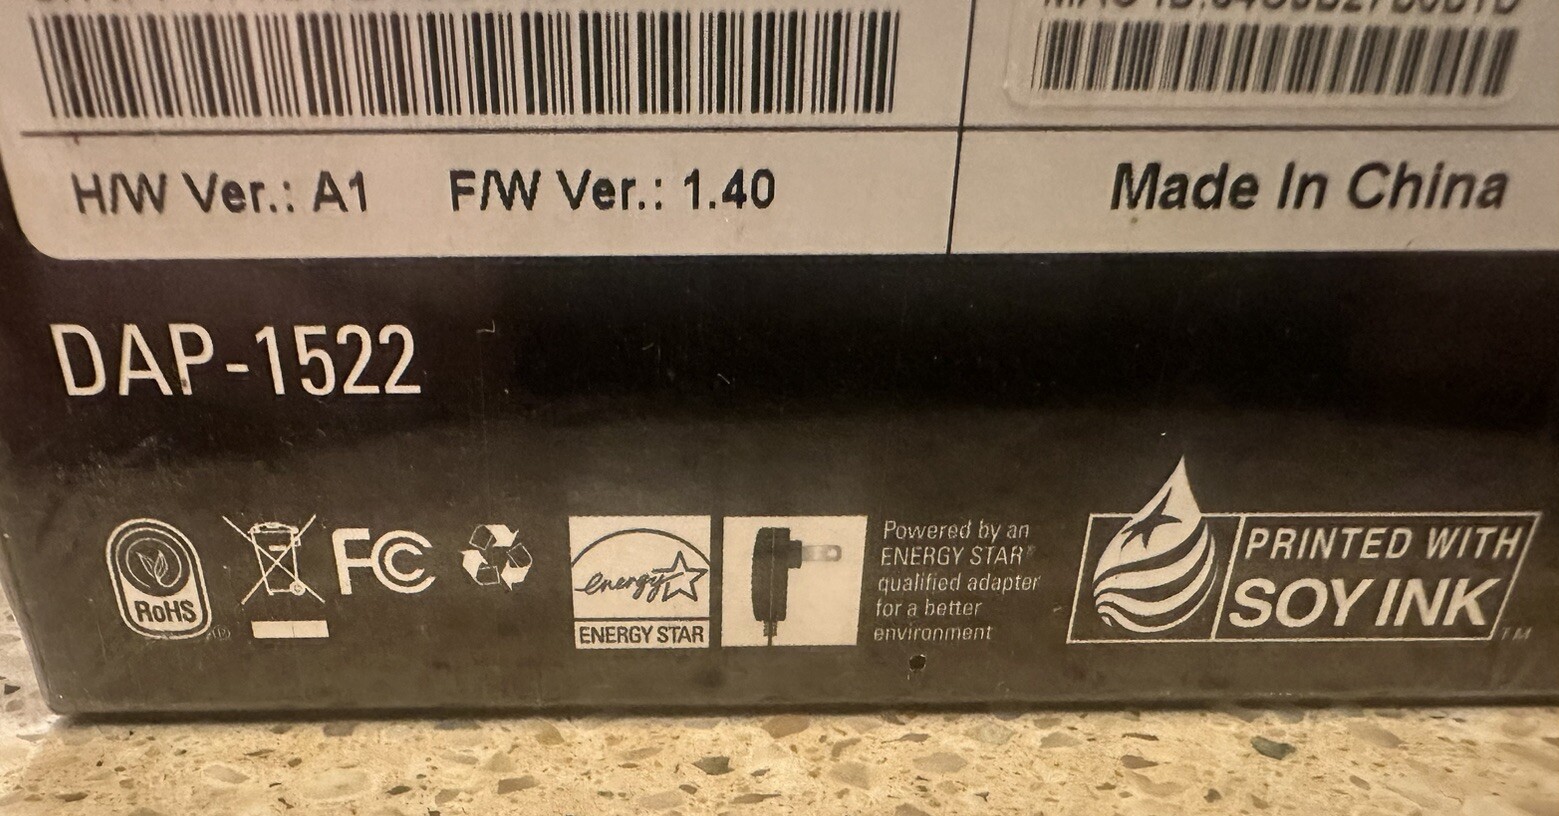 H/W Ver.: A1 F/W Ver.: 1.40
Made In China
DAP-1522
RoHS
FC
energy
ENERGY STAR
Powered by an
ENERGY STAR®
qualified adapter
for a better
environment
PRINTED WITH
SOY INK
TM